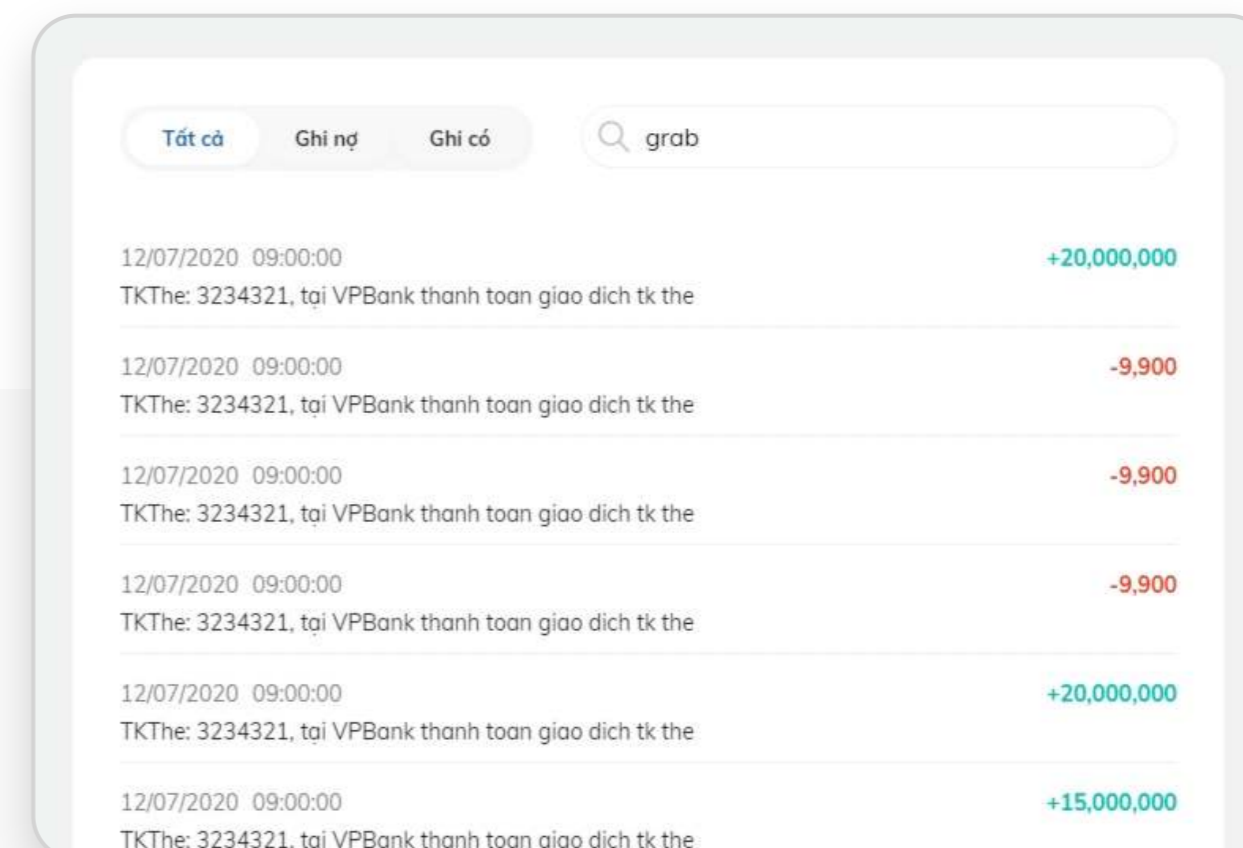 Tất cả Ghi nợ Ghi có grab
12/07/2020 09:00:00 +20,000,000
TKThe: 3234321, tại VPBank thanh toan giao dich tk the
12/07/2020 09:00:00 -9,900
TKThe: 3234321, tại VPBank thanh toan giao dich tk the
12/07/2020 09:00:00 -9,900
TKThe: 3234321, tại VPBank thanh toan giao dich tk the
12/07/2020 09:00:00 -9,900
TKThe: 3234321, tại VPBank thanh toan giao dich tk the
12/07/2020 09:00:00 +20,000,000
TKThe: 3234321, tại VPBank thanh toan giao dich tk the
12/07/2020 09:00:00 +15,000,000
TKThe: 3234321, tại VPBank thanh toan giao dich tk the